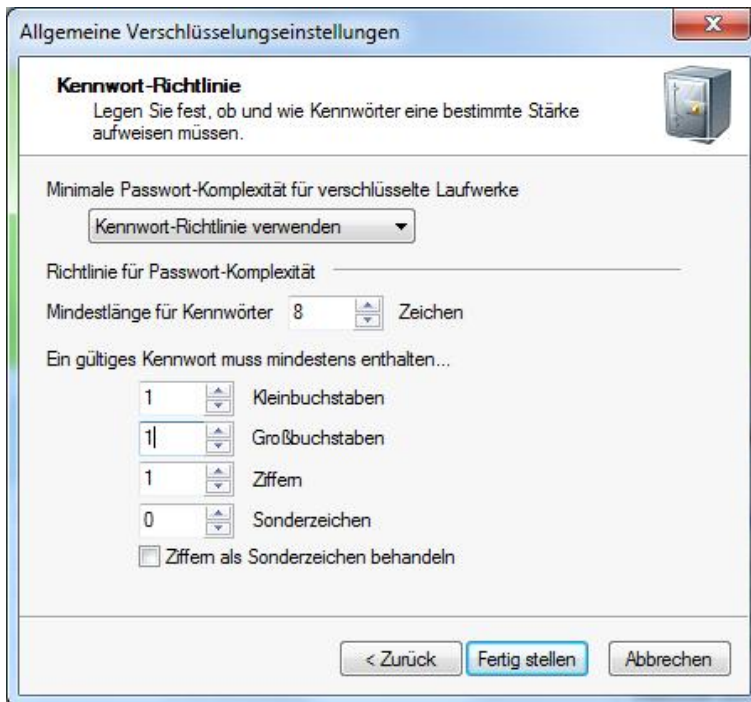 Allgemeine Verschlüsselungseinstellungen
Kennwort-Richtlinie
Legen Sie fest, ob und wie Kennwörter eine bestimmte Stärke
aufweisen müssen.
Minimale Passwort-Komplexität für verschlüsselte Laufwerke
Kennwort-Richtlinie verwenden
Richtlinie für Passwort-Komplexität
Mindestlänge für Kennwörter 8 Zeichen
Ein gültiges Kennwort muss mindestens enthalten...
1 Kleinbuchstaben
1 Großbuchstaben
1 Ziffern
0 Sonderzeichen
Ziffern als Sonderzeichen behandeln
< Zurück Fertig stellen Abbrechen